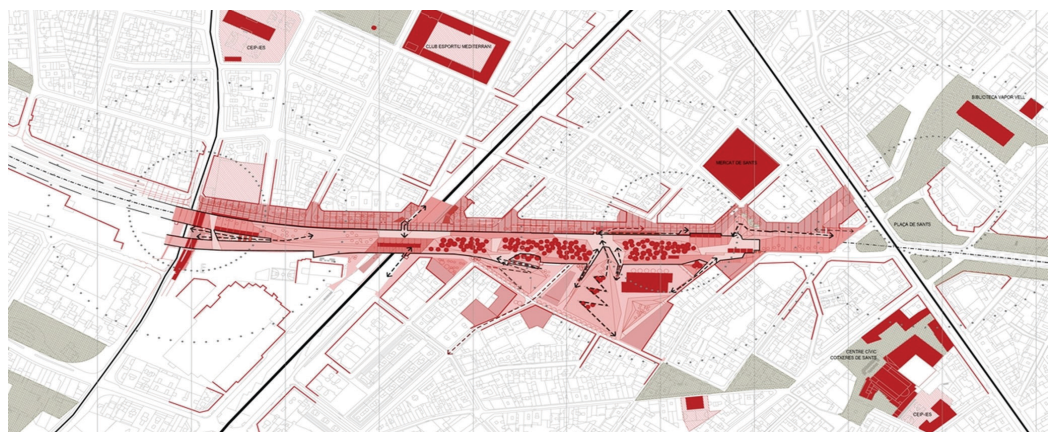 CEIP-IES
CLUB ESPORTIU MEDITERRANI
BIBLIOTECA VAPOR VELL
MERCAT DE SANTS
PLAÇA DE SANTS
CENTRE CÍVIC
COTXERES DE SANTS
CEIP-IES